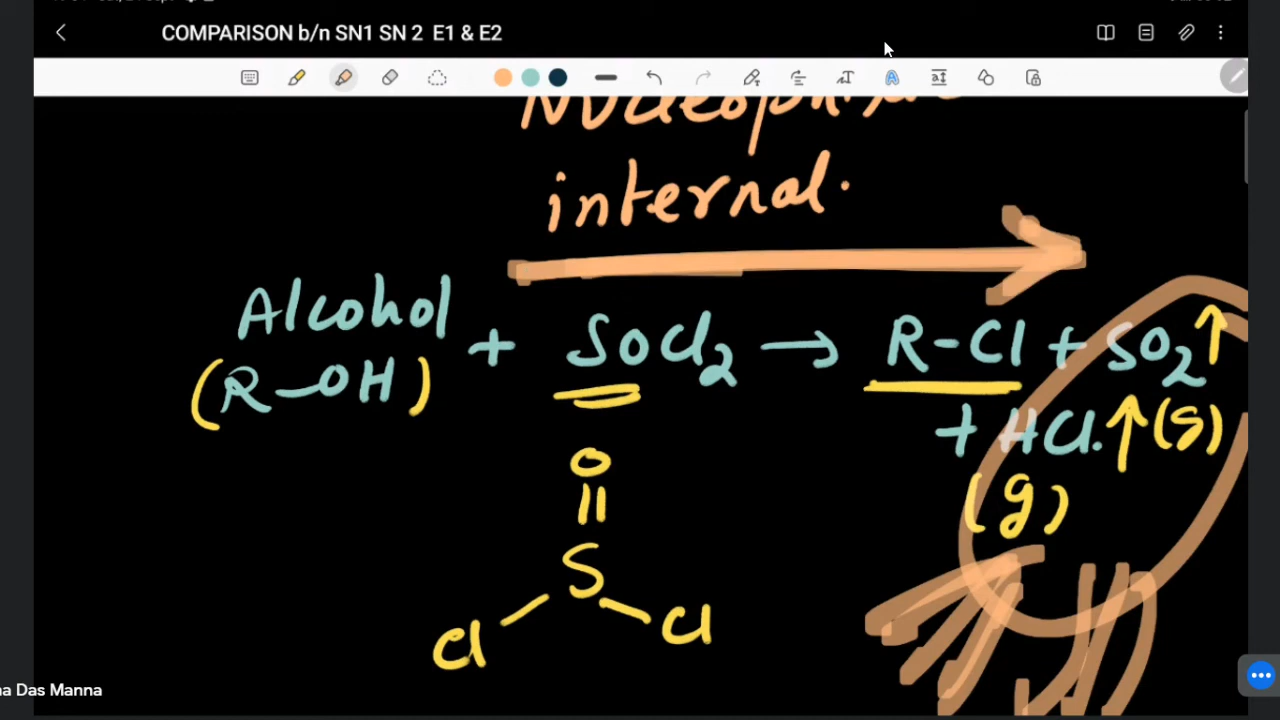 COMPARISON b/n SN1 SN 2 E1 & E2
internal.
Alcohol
(R-OH) + SOCl2 → R-Cl + SO2↑
+ HCl.↑(g)
(g)
O
||
S
Cl Cl
Das Manna